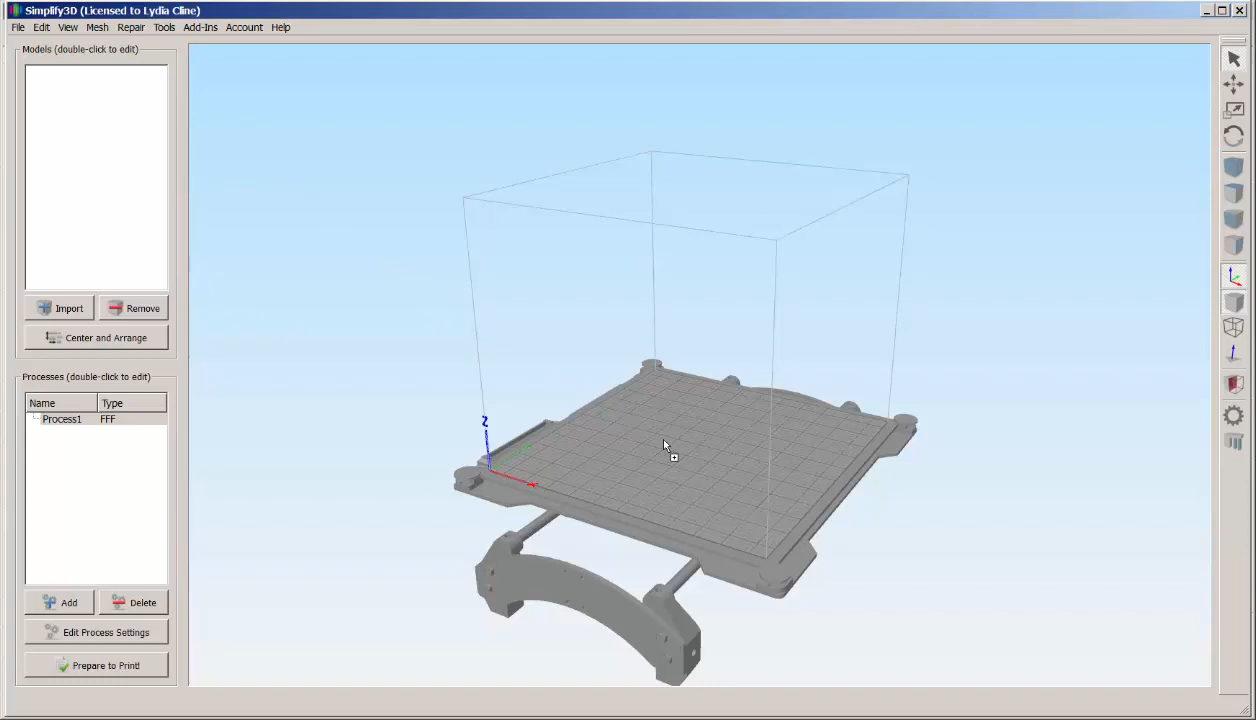 Simplify3D (Licensed to Lydia Cline)
File Edit View Mesh Repair Tools Add-Ins Account Help
Models (double-click to edit)
Import Remove
Center and Arrange
Processes (double-click to edit)
Name Type
Process1 FFF
Add Delete
Edit Process Settings
Prepare to Print!
Z